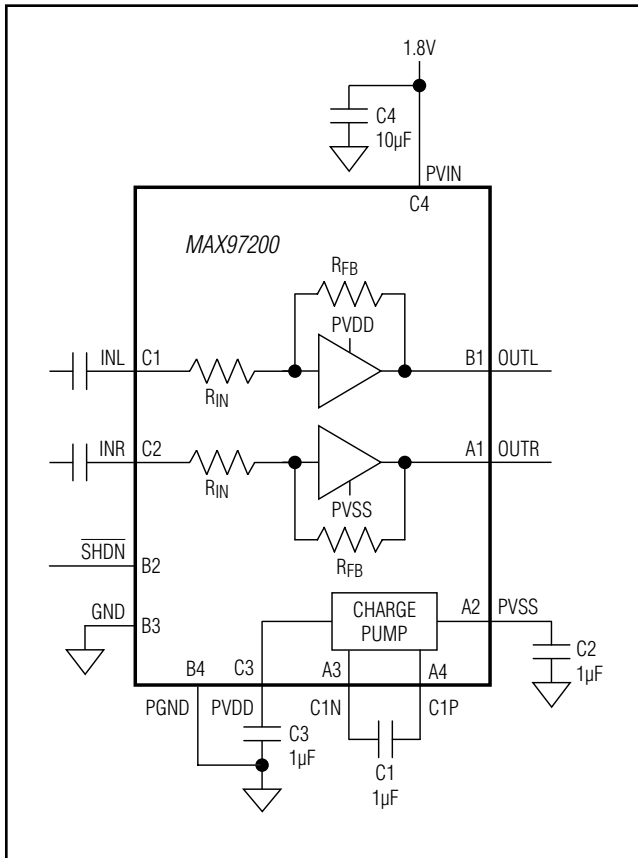 1.8V
C4
10µF
PVIN
C4
MAX97200
RFB
PVDD
INL
C1
RIN
B1
OUTL
INR
C2
RIN
A1
OUTR
PVSS
RFB
SHDN
B2
GND
B3
CHARGE
PUMP
A2
PVSS
C2
1µF
B4
C3
A3
A4
PGND
PVDD
C1N
C1P
C3
1µF
C1
1µF